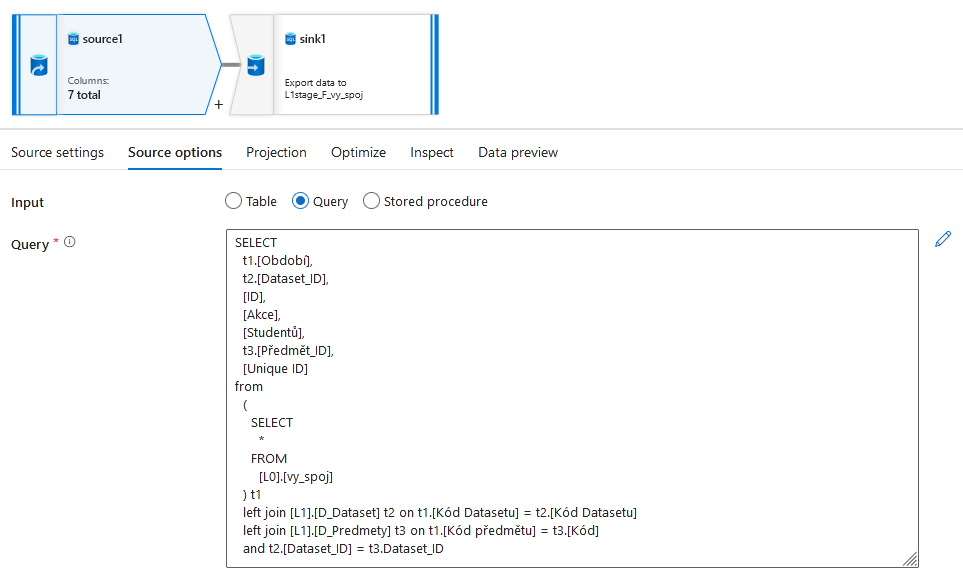 source1
Columns:
7 total
+
sink1
Export data to
L1stage_F_vy_spoj
Source settings Source options Projection Optimize Inspect Data preview
Input Table Query Stored procedure
Query *
SELECT
t1.[Období],
t2.[Dataset_ID],
[ID],
[Akce],
[Studentů],
t3.[Předmět_ID],
[Unique ID]
from
(
SELECT
*
FROM
[L0].[vy_spoj]
) t1
left join [L1].[D_Dataset] t2 on t1.[Kód Datasetu] = t2.[Kód Datasetu]
left join [L1].[D_Predmety] t3 on t1.[Kód předmětu] = t3.[Kód]
and t2.[Dataset_ID] = t3.Dataset_ID